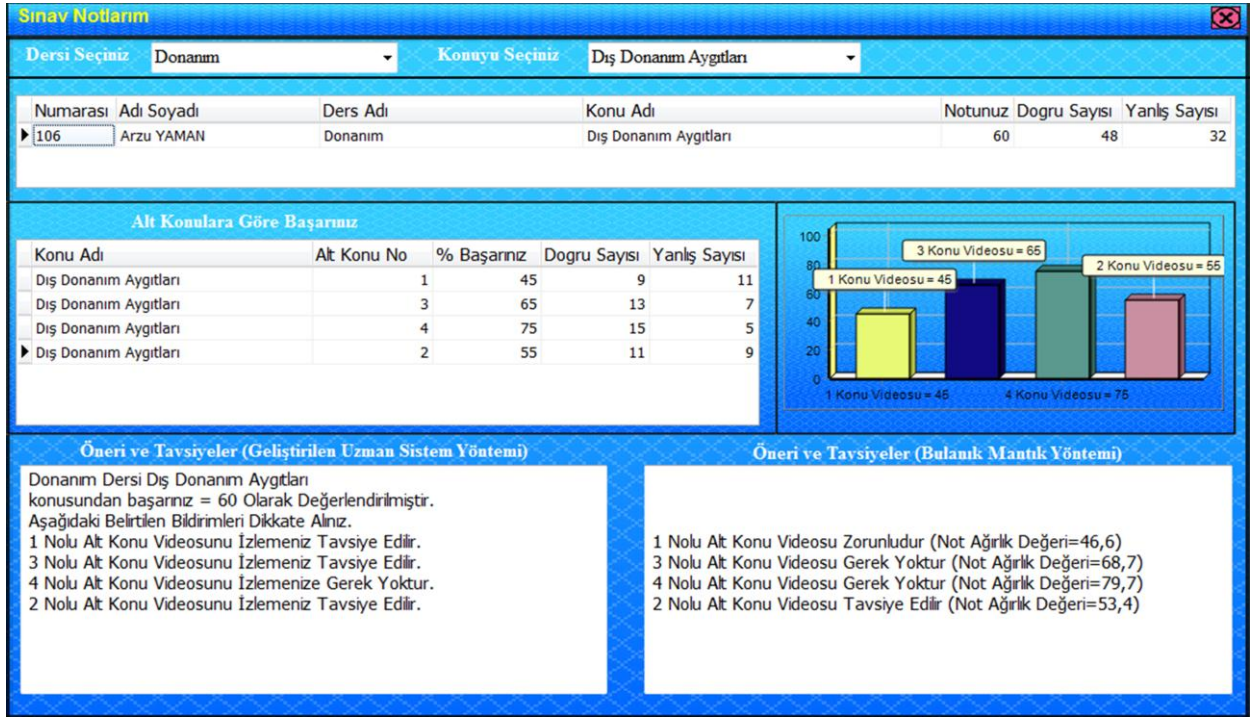 Sınav Notlarım
Dersi Seçiniz Donanım Konuyu Seçiniz Dış Donanım Aygıtları
Numarası Adı Soyadı Ders Adı Konu Adı Notunuz Dogru Sayısı Yanlış Sayısı
106 Arzu YAMAN Donanım Dış Donanım Aygıtları 60 48 32
Alt Konulara Göre Başarınız
Konu Adı Alt Konu No % Başarınız Dogru Sayısı Yanlış Sayısı
Dış Donanım Aygıtları 1 45 9 11
Dış Donanım Aygıtları 3 65 13 7
Dış Donanım Aygıtları 4 75 15 5
Dış Donanım Aygıtları 2 55 11 9
100
80
60
40
20
0
3 Konu Videosu = 65
2 Konu Videosu = 55
1 Konu Videosu = 45
1 Konu Videosu = 45 4 Konu Videosu = 75
Öneri ve Tavsiyeler (Geliştirilen Uzman Sistem Yöntemi)
Donanım Dersi Dış Donanım Aygıtları
konusundan başarınız = 60 Olarak Değerlendirilmiştir.
Aşağıdaki Belirtilen Bildirimleri Dikkate Alınız.
1 Nolu Alt Konu Videosunu İzlemeniz Tavsiye Edilir.
3 Nolu Alt Konu Videosunu İzlemeniz Tavsiye Edilir.
4 Nolu Alt Konu Videosunu İzlemenize Gerek Yoktur.
2 Nolu Alt Konu Videosunu İzlemeniz Tavsiye Edilir.
Öneri ve Tavsiyeler (Bulanık Mantık Yöntemi)
1 Nolu Alt Konu Videosu Zorunludur (Not Ağırlık Değeri=46,6)
3 Nolu Alt Konu Videosu Gerek Yoktur (Not Ağırlık Değeri=68,7)
4 Nolu Alt Konu Videosu Gerek Yoktur (Not Ağırlık Değeri=79,7)
2 Nolu Alt Konu Videosu Tavsiye Edilir (Not Ağırlık Değeri=53,4)